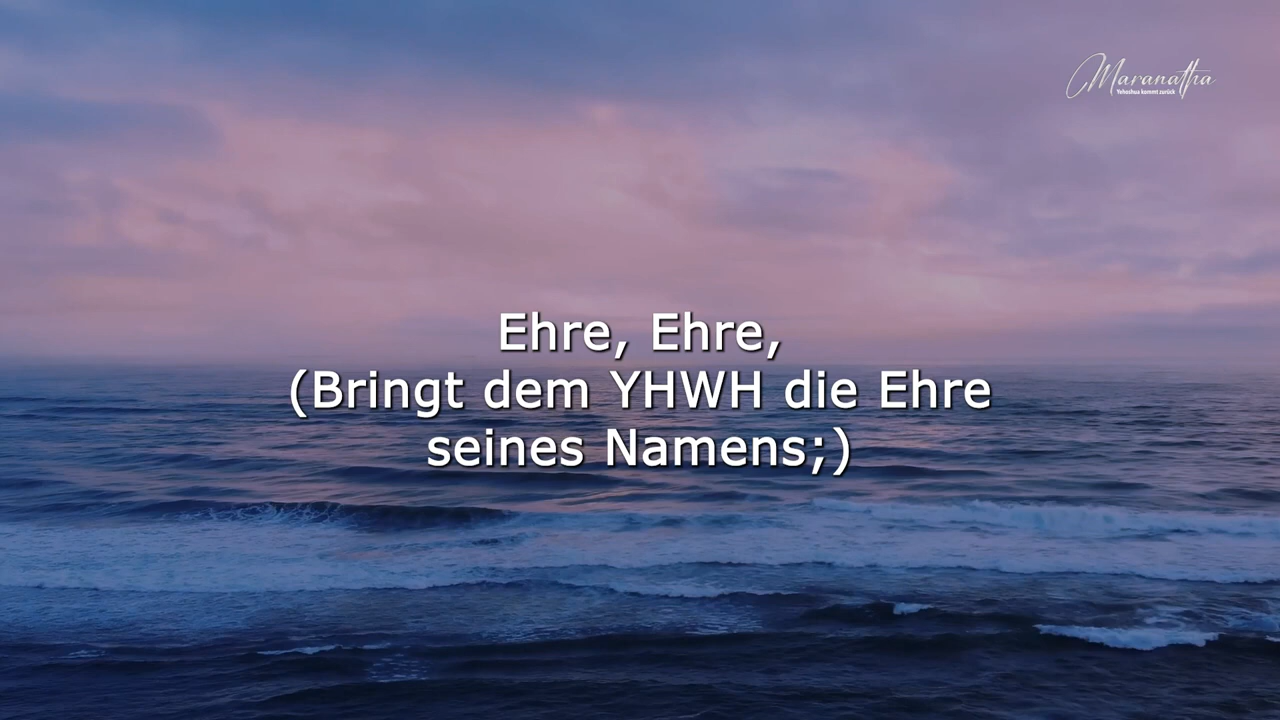 Maranatha
Yehoshua kommt zurück
Ehre, Ehre,
(Bringt dem YHWH die Ehre
seines Namens;)